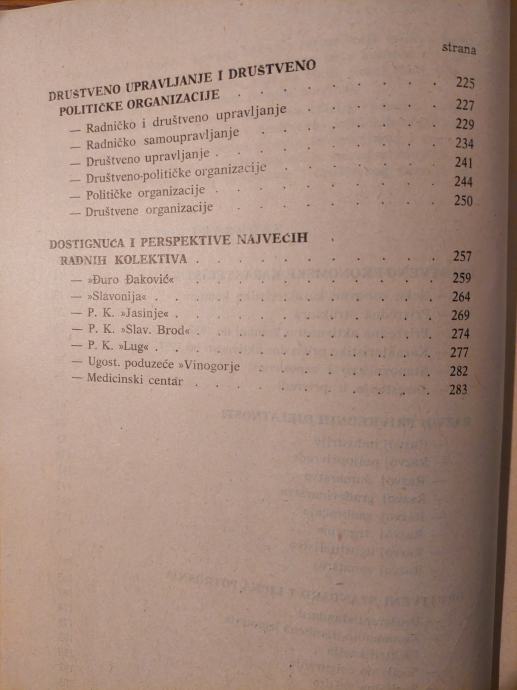 strana
DRUŠTVENO UPRAVLJANJE I DRUŠTVENO
POLITIČKE ORGANIZACIJE . . . . . . . 225
— Radničko i društveno upravljanje . . . . . 227
— Radničko samoupravljanje . . . . . . 229
— Društveno upravljanje . . . . . . . 234
— Društveno-političke organizacije . . . . . 241
— Političke organizacije . . . . . . . 244
— Društvene organizacije . . . . . . . 250
DOSTIGNUĆA I PERSPEKTIVE NAJVEĆIH
RADNIH KOLEKTIVA . . . . . . . . 257
— »Đuro Đaković« . . . . . . . . 259
— »Slavonija« . . . . . . . . . 264
— P. K. »Jasinje« . . . . . . . . 269
— P. K. »Slav. Brod« . . . . . . . . 274
— P. K. »Lug« . . . . . . . . . 277
— Ugost. poduzeće »Vinogorje . . . . . . 282
— Medicinski centar . . . . . . . . 283